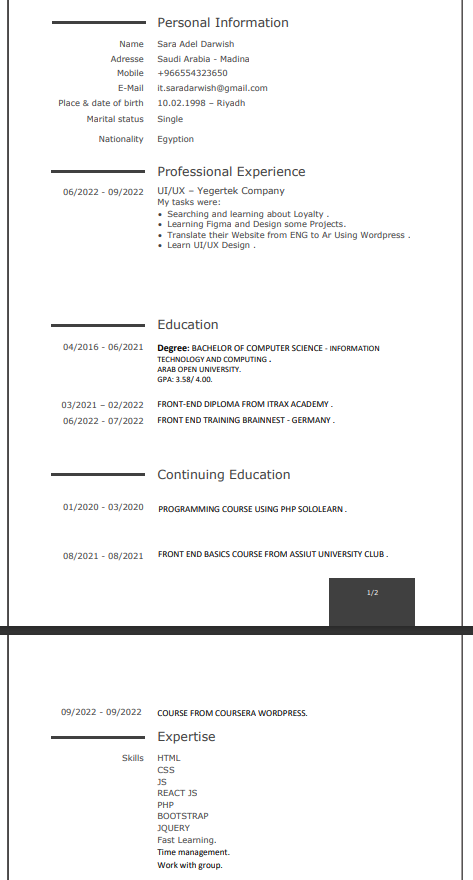 Personal Information
Name Sara Adel Darwish
Adresse Saudi Arabia - Madina
Mobile +966554323650
E-Mail it.saradarwish@gmail.com
Place & date of birth 10.02.1998 – Riyadh
Marital status Single
Nationality Egyption
Professional Experience
06/2022 - 09/2022 UI/UX – Yegertek Company
My tasks were:
• Searching and learning about Loyalty .
• Learning Figma and Design some Projects.
• Translate their Website from ENG to Ar Using Wordpress .
• Learn UI/UX Design .
Education
04/2016 - 06/2021 Degree: BACHELOR OF COMPUTER SCIENCE - INFORMATION
TECHNOLOGY AND COMPUTING .
ARAB OPEN UNIVERSITY.
GPA: 3.58/ 4.00.
03/2021 – 02/2022 FRONT-END DIPLOMA FROM ITRAX ACADEMY .
06/2022 - 07/2022 FRONT END TRAINING BRAINNEST - GERMANY .
Continuing Education
01/2020 - 03/2020 PROGRAMMING COURSE USING PHP SOLOLEARN .
08/2021 - 08/2021 FRONT END BASICS COURSE FROM ASSIUT UNIVERSITY CLUB .
1/2
09/2022 - 09/2022 COURSE FROM COURSERA WORDPRESS.
Expertise
Skills HTML
CSS
JS
REACT JS
PHP
BOOTSTRAP
JQUERY
Fast Learning.
Time management.
Work with group.